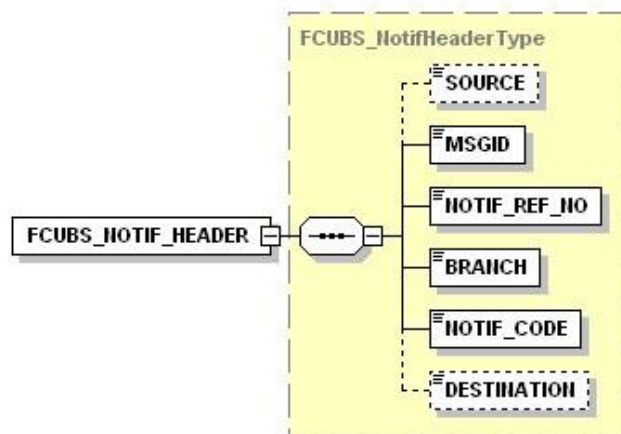 FCUBS_NotifHeaderType
SOURCE
MSGID
NOTIF_REF_NO
FCUBS_NOTIF_HEADER
BRANCH
NOTIF_CODE
DESTINATION